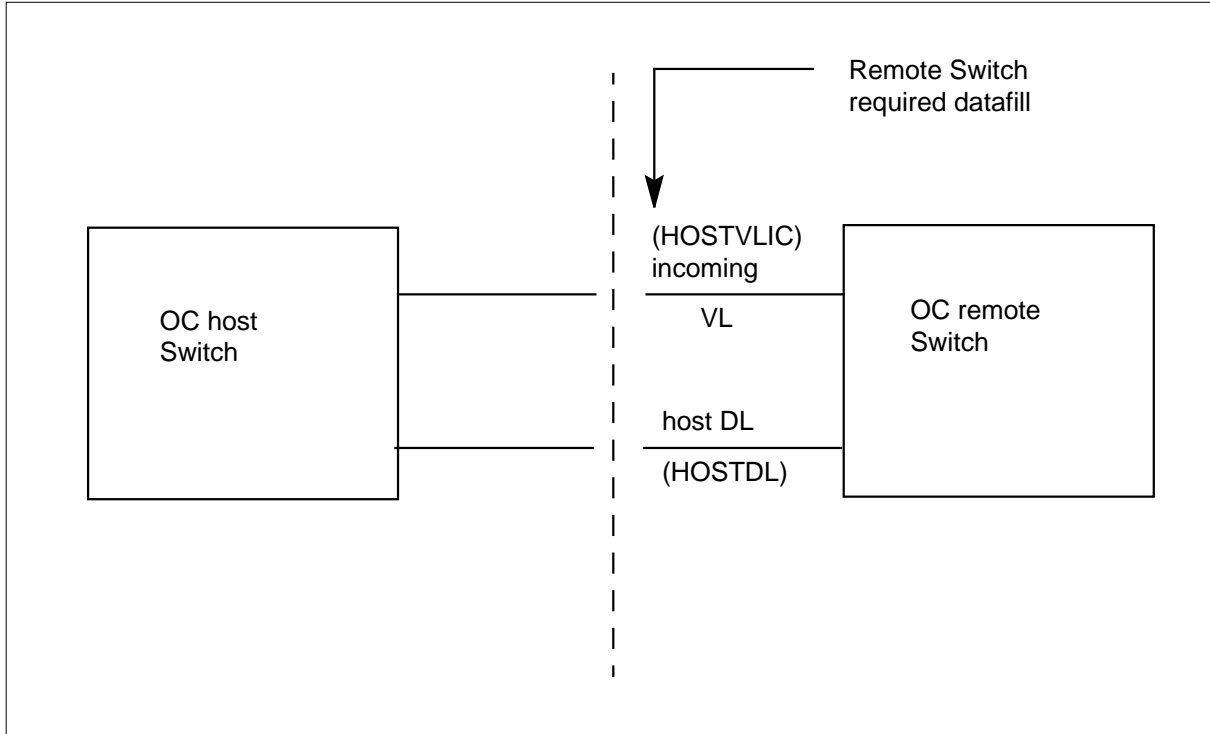 Remote Switch
required datafill
(HOSTVLIC)
incoming
VL
OC host
Switch
OC remote
Switch
host DL
(HOSTDL)